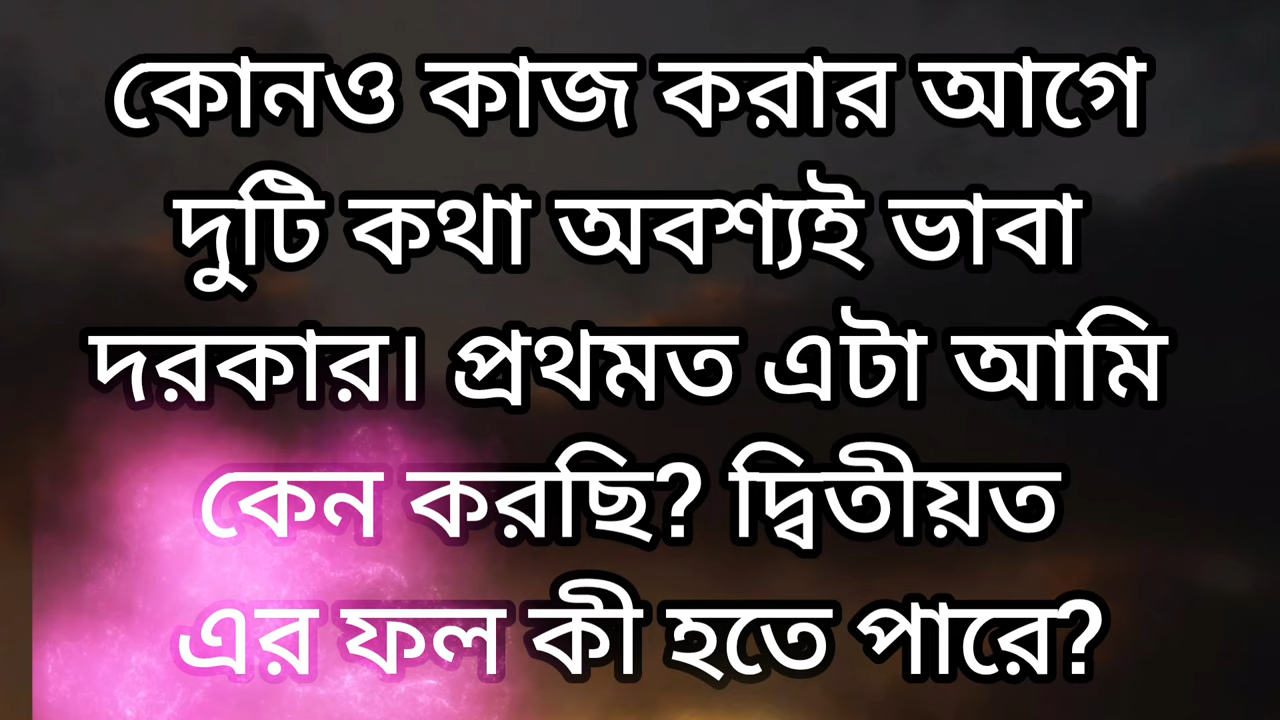 কোনও কাজ করার আগে
দুটি কথা অবশ্যই ভাবা
দরকার। প্রথমত এটা আমি
কেন করছি? দ্বিতীয়ত
এর ফল কী হতে পারে?